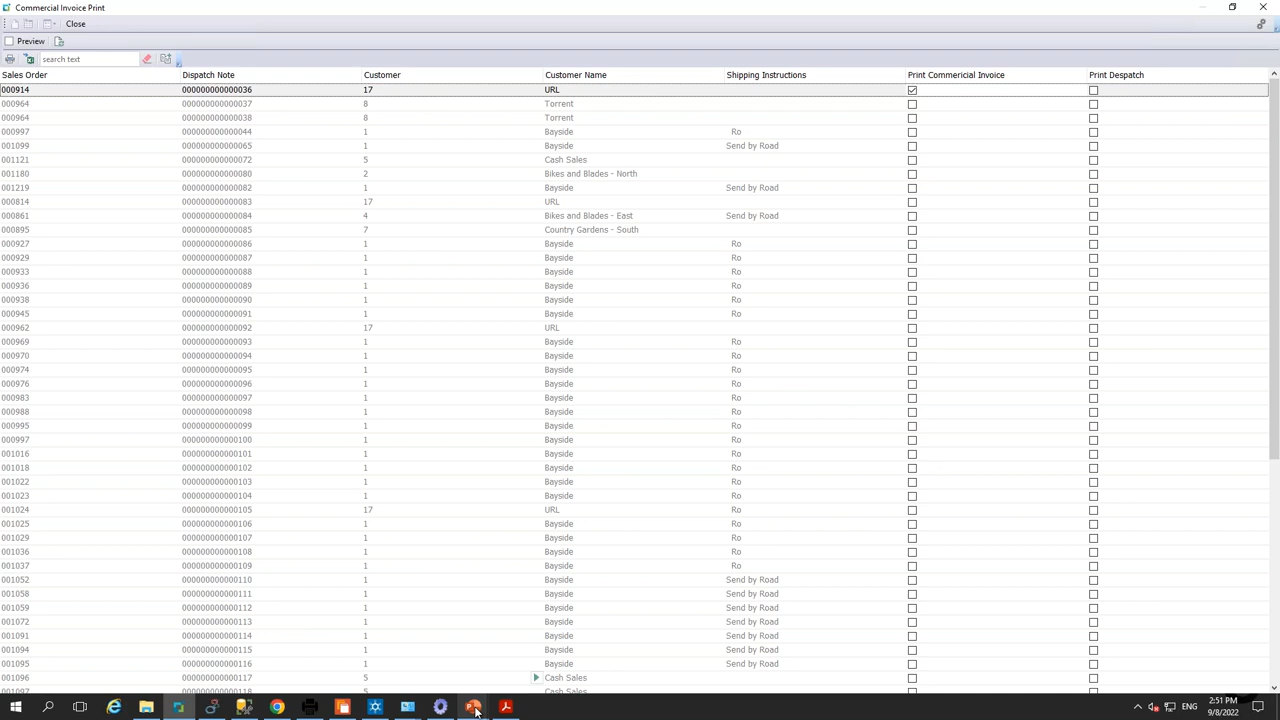 Commercial Invoice Print
Close
Preview
search text
Sales Order Dispatch Note Customer Customer Name Shipping Instructions Print Commericial Invoice Print Despatch
000914 000000000000036 17 URL
000964 000000000000037 8 Torrent
000964 000000000000038 8 Torrent
000997 000000000000044 1 Bayside Ro
001099 000000000000065 1 Bayside Send by Road
001121 000000000000072 5 Cash Sales
001180 000000000000080 2 Bikes and Blades - North
001219 000000000000082 1 Bayside Send by Road
000814 000000000000083 17 URL
000861 000000000000084 4 Bikes and Blades - East Send by Road
000895 000000000000085 7 Country Gardens - South
000927 000000000000086 1 Bayside Ro
000929 000000000000087 1 Bayside Ro
000933 000000000000088 1 Bayside Ro
000936 000000000000089 1 Bayside Ro
000938 000000000000090 1 Bayside Ro
000945 000000000000091 1 Bayside Ro
000962 000000000000092 17 URL
000969 000000000000093 1 Bayside Ro
000970 000000000000094 1 Bayside Ro
000974 000000000000095 1 Bayside Ro
000976 000000000000096 1 Bayside Ro
000983 000000000000097 1 Bayside Ro
000988 000000000000098 1 Bayside Ro
000995 000000000000099 1 Bayside Ro
000997 000000000000100 1 Bayside Ro
001016 000000000000101 1 Bayside Ro
001018 000000000000102 1 Bayside Ro
001022 000000000000103 1 Bayside Ro
001023 000000000000104 1 Bayside Ro
001024 000000000000105 17 URL Ro
001025 000000000000106 1 Bayside Ro
001029 000000000000107 1 Bayside Ro
001036 000000000000108 1 Bayside Ro
001037 000000000000109 1 Bayside Ro
001052 000000000000110 1 Bayside Send by Road
001058 000000000000111 1 Bayside Send by Road
001059 000000000000112 1 Bayside Send by Road
001072 000000000000113 1 Bayside Send by Road
001091 000000000000114 1 Bayside Send by Road
001094 000000000000115 1 Bayside Send by Road
001095 000000000000116 1 Bayside Send by Road
001096 000000000000117 5 Cash Sales
001097 000000000000118 5 Cash Sales
ENG
2:51 PM
9/8/2022